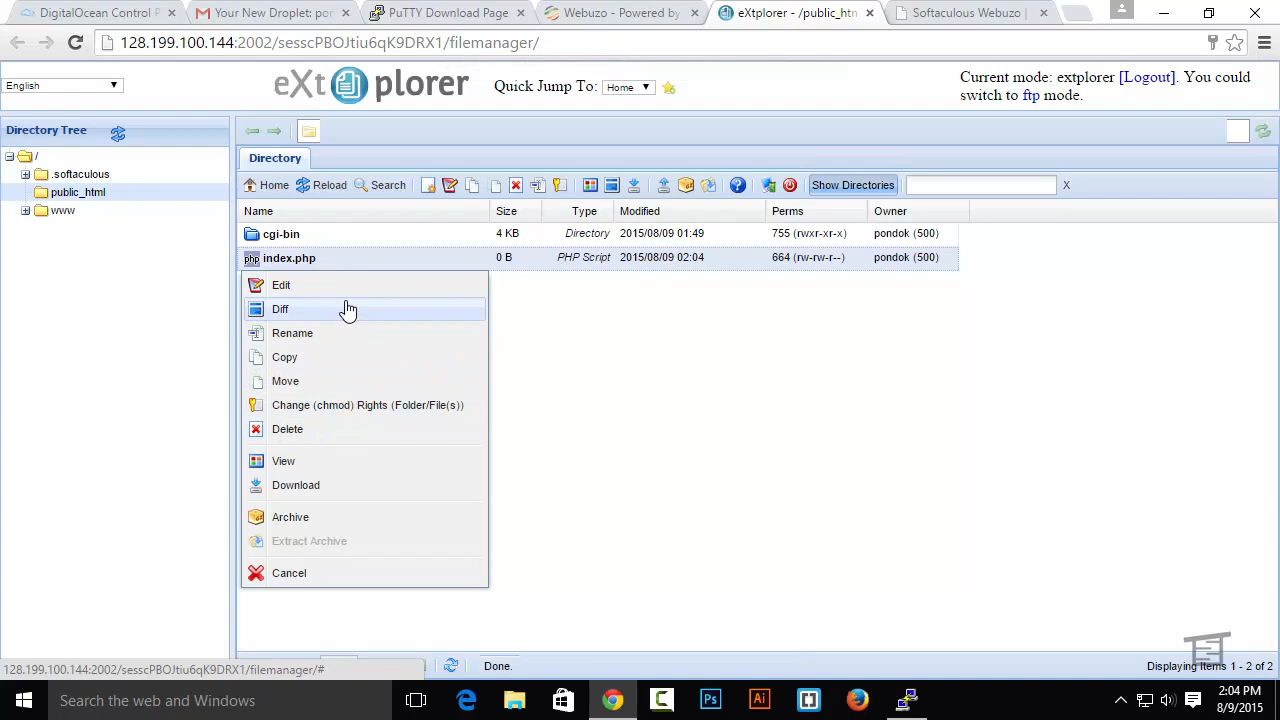 DigitalOcean Control P
Your New Droplet: por
PuTTY Download Page
Webuzo - Powered by
eXtplorer - /public_htn
Softaculous Webuzo |
128.199.100.144:2002/sesscPBOJtiu6qK9DRX1/filemanager/
English
eXt plorer
Quick Jump To: Home
Current mode: extplorer [Logout]. You could
switch to ftp mode.
Directory Tree
/
.softaculous
public_html
www
Directory
Home Reload Search Show Directories X
Name Size Type Modified Perms Owner
cgi-bin 4 KB Directory 2015/08/09 01:49 755 (rwxr-xr-x) pondok (500)
php index.php 0 B PHP Script 2015/08/09 02:04 664 (rw-rw-r--) pondok (500)
Edit
Diff
Rename
Copy
Move
Change (chmod) Rights (Folder/File(s))
Delete
View
Download
Archive
Extract Archive
Cancel
128.199.100.144:2002/sesscPBOJtiu6qK9DRX1/filemanager/#
Done.
Displaying Items 1 - 2 of 2
Search the web and Windows
Ps
Ai
2:04 PM
8/9/2015